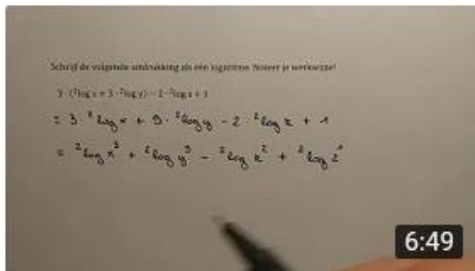 Schrijf de volgende uitdrukking als één logaritme. Noteer je werkwijze!
3 · (²log x + 3 · ²log y) − 2 · ²log z + 1
= 3 · ²log x + 9 · ²log y − 2 · ²log z + 1
= ²log x³ + ²log y⁹ − ²log z² + ²log 2¹
6:49